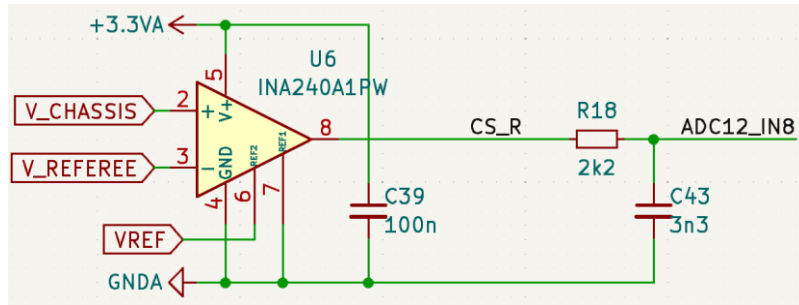 +3.3VA
U6
INA240A1PW
5
V_CHASSIS
2
+
V+
V_REFEREE
3
-
GND
REF2
REF1
8
CS_R
R18
2k2
ADC12_IN8
4
6
7
C39
100n
C43
3n3
VREF
GNDA